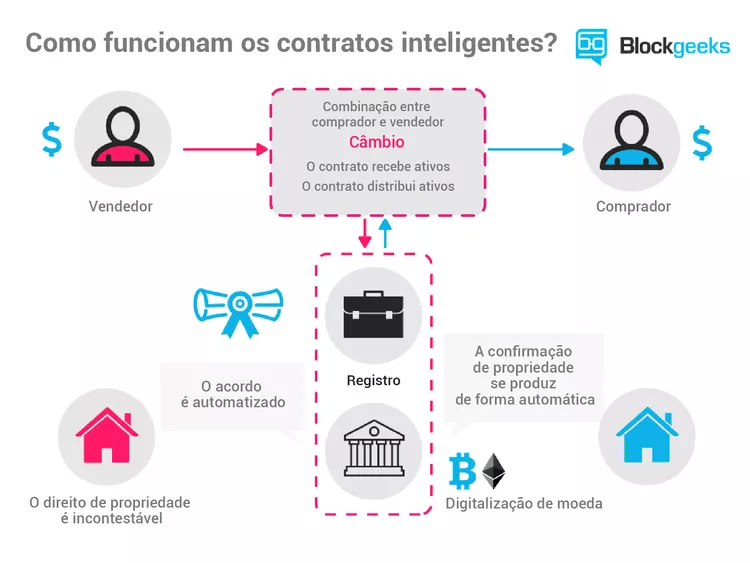 Como funcionam os contratos inteligentes?
Blockgeeks
Combinação entre
comprador e vendedor
Câmbio
O contrato recebe ativos
O contrato distribui ativos
$
Vendedor
$
Comprador
Registro
O acordo
é automatizado
A confirmação
de propriedade
se produz
de forma automática
O direito de propriedade
é incontestável
Digitalização de moeda